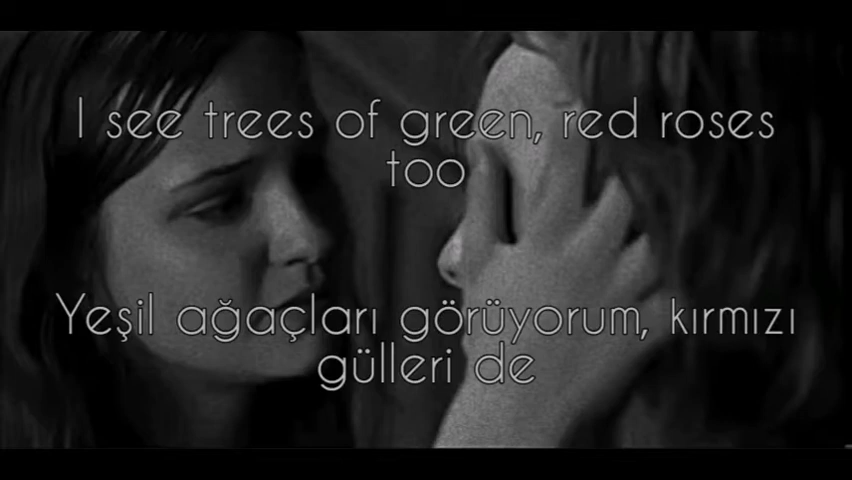 I see trees of green, red roses
too
Yeşil ağaçları görüyorum, kırmızı
gülleri de